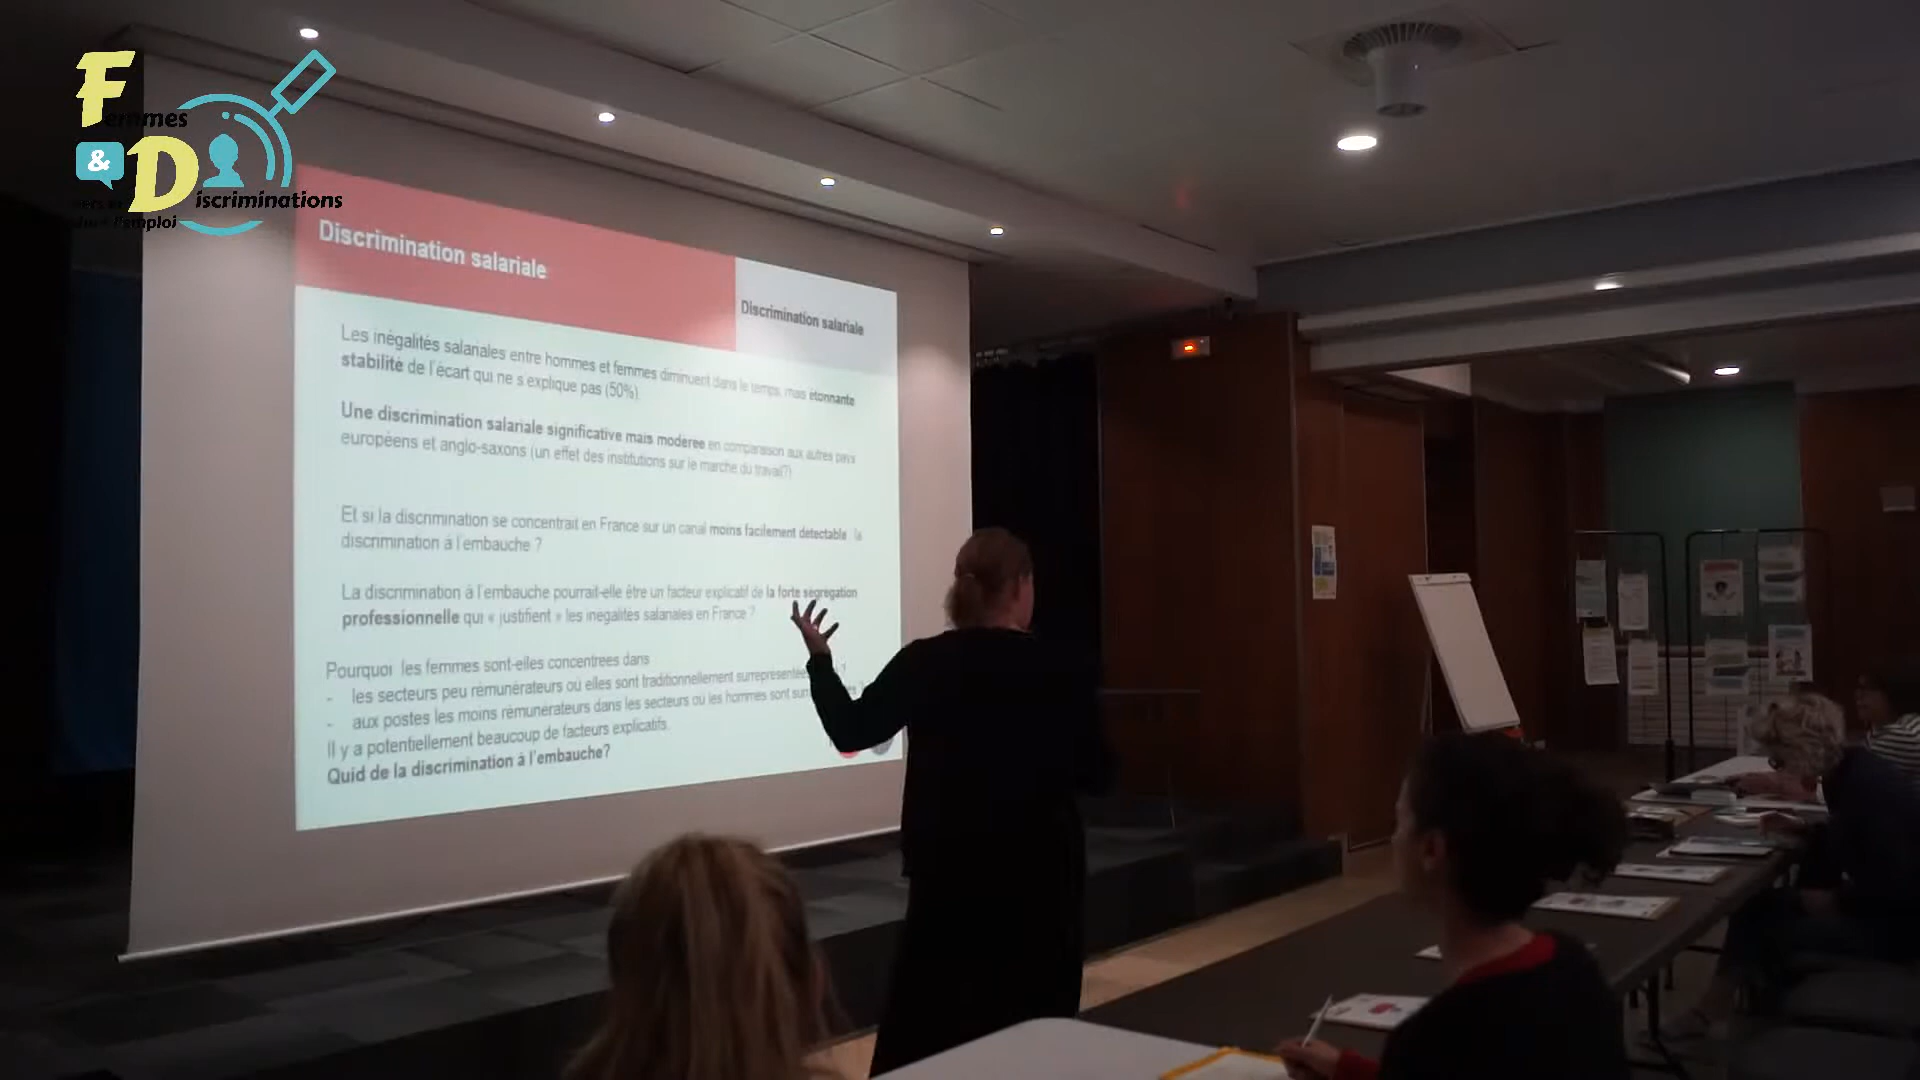 Femmes
& Discriminations
dans l'emploi
Discrimination salariale
Discrimination salariale
Les inégalités salariales entre hommes et femmes diminuent dans le temps, mais étonnante
stabilité de l'écart qui ne s'explique pas (50%)
Une discrimination salariale significative mais modérée en comparaison aux autres pays
européens et anglo-saxons (un effet des institutions sur le marché du travail?)
Et si la discrimination se concentrait en France sur un canal moins facilement détectable : la
discrimination à l'embauche ?
La discrimination à l'embauche pourrait-elle être un facteur explicatif de la forte ségrégation
professionnelle qui « justifient » les inégalités salariales en France ?
Pourquoi les femmes sont-elles concentrées dans
- les secteurs peu rémunérateurs où elles sont traditionnellement surreprésentées
- aux postes les moins rémunérateurs dans les secteurs où les hommes sont
Il y a potentiellement beaucoup de facteurs explicatifs.
Quid de la discrimination à l'embauche?